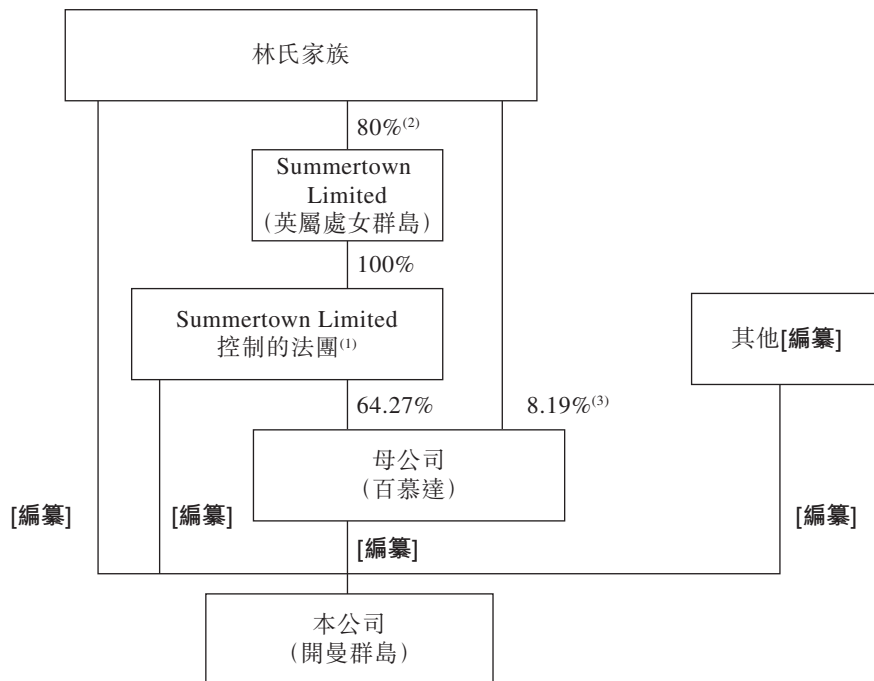 林氏家族
80%(2)
Summertown
Limited
(英屬處女群島)
100%
Summertown Limited
控制的法團(1)
其他[編纂]
64.27%
8.19%(3)
母公司
(百慕達)
[編纂]
[編纂]
[編纂]
[編纂]
本公司
(開曼群島)